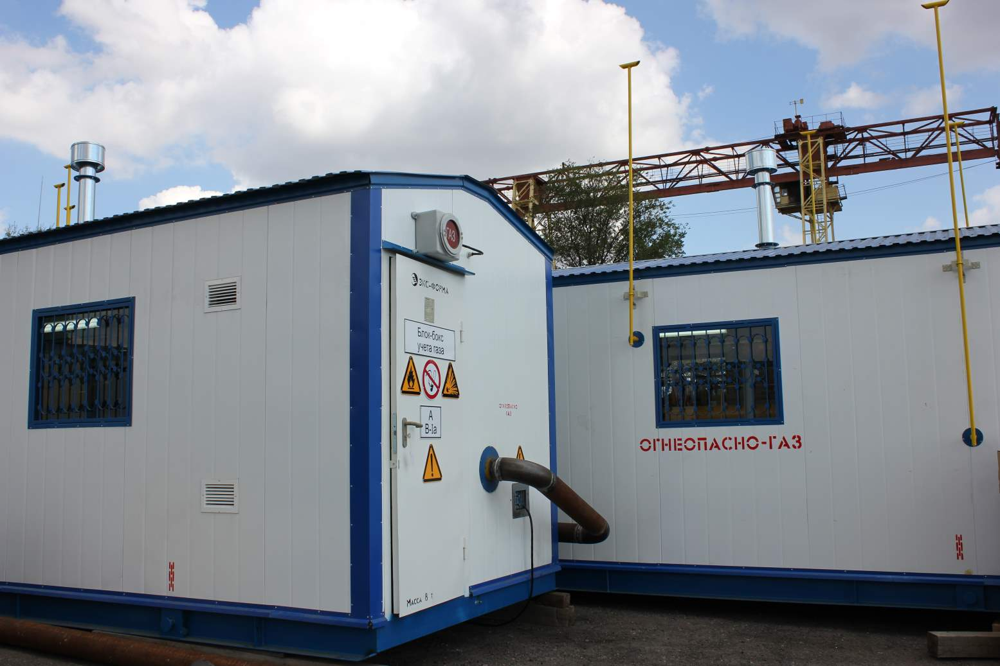 ГАЗ
ЭКС-ФОРМА
Блок-бокс
учета газа
А
В-Iа
ОГНЕОПАСНО
ГАЗ
Масса 8 т
ОГНЕОПАСНО-ГАЗ